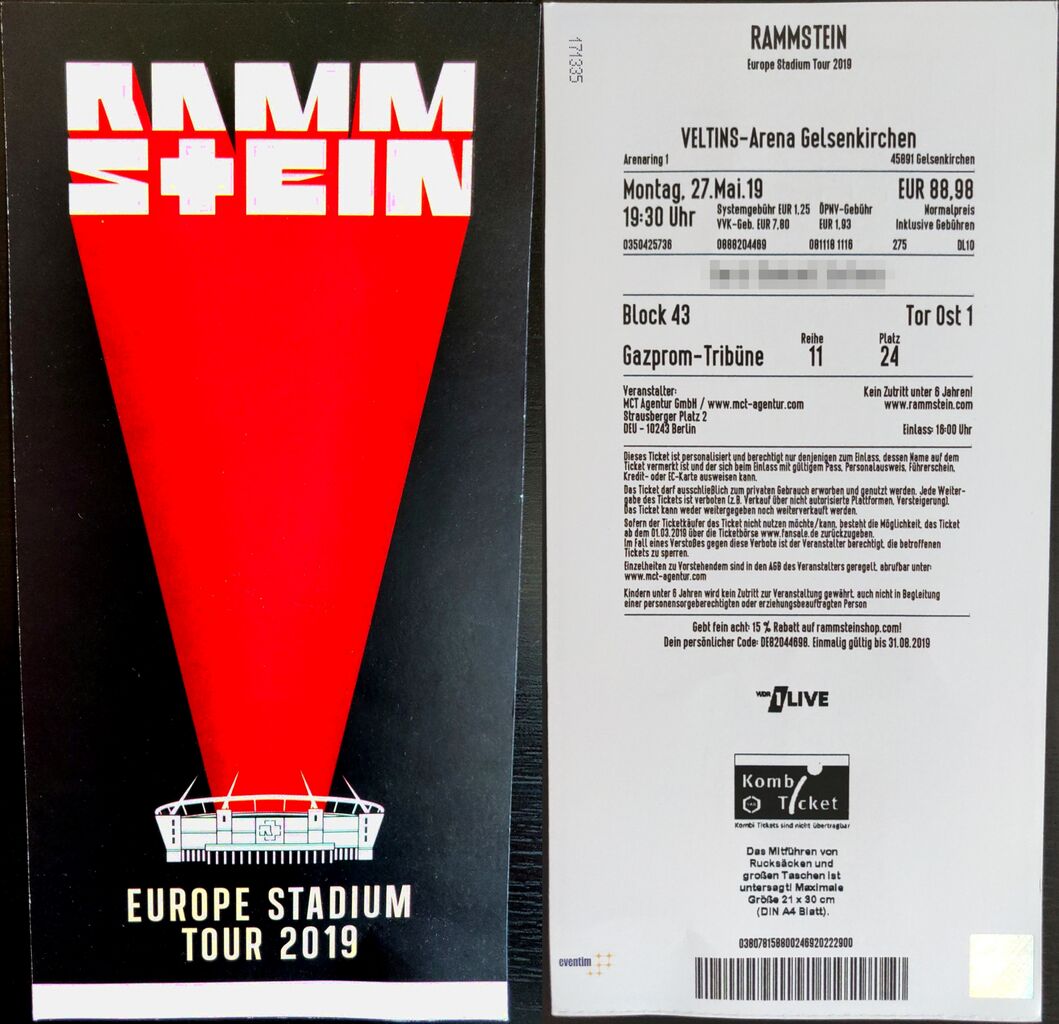 RAMM
STEIN
EUROPE STADIUM
TOUR 2019
171335
RAMMSTEIN
Europe Stadium Tour 2019
VELTINS-Arena Gelsenkirchen
Arenaring 1 45891 Gelsenkirchen
Montag, 27.Mai.19 EUR 88,98
19:30 Uhr Systemgebühr EUR 1,25 ÖPNV-Gebühr Normalpreis
VVK-Geb. EUR 7,80 EUR 1,93 Inklusive Gebühren
0350425736 0888204469 081118 1116 275 DL10
Block 43 Tor Ost 1
Reihe Platz
Gazprom-Tribüne 11 24
Veranstalter: Kein Zutritt unter 6 Jahren!
MCT Agentur GmbH / www.mct-agentur.com www.rammstein.com
Strausberger Platz 2
DEU - 10243 Berlin Einlass: 16:00 Uhr
Dieses Ticket ist personalisiert und berechtigt nur denjenigen zum Einlass, dessen Name auf dem
Ticket vermerkt ist und der sich beim Einlass mit gültigem Pass, Personalausweis, Führerschein,
Kredit- oder EC-Karte ausweisen kann.
Das Ticket darf ausschließlich zum privaten Gebrauch erworben und genutzt werden. Jede Weiter-
gabe des Tickets ist verboten (z.B. Verkauf über nicht autorisierte Plattformen, Versteigerung).
Das Ticket kann weder weitergegeben noch weiterverkauft werden.
Sofern der Ticketkäufer das Ticket nicht nutzen möchte/kann, besteht die Möglichkeit, das Ticket
ab dem 01.03.2019 über die Ticketbörse www.fansale.de zurückzugeben.
Im Fall eines Verstoßes gegen diese Verbote ist der Veranstalter berechtigt, die betroffenen
Tickets zu sperren.
Einzelheiten zu Vorstehendem sind in den AGB des Veranstalters geregelt, abrufbar unter:
www.mct-agentur.com
Kindern unter 6 Jahren wird kein Zutritt zur Veranstaltung gewährt, auch nicht in Begleitung
einer personensorgeberechtigten oder erziehungsbeauftragten Person
Gebt fein acht: 15 % Rabatt auf rammsteinshop.com!
Dein persönlicher Code: DE82044698. Einmalig gültig bis 31.08.2019
WDR 1LIVE
Kombi
Ticket
Kombi Tickets sind nicht übertragbar
Das Mitführen von
Rucksäcken und
großen Taschen ist
untersagt! Maximale
Größe 21 x 30 cm
(DIN A4 Blatt).
03807815880024692022290​0
eventim